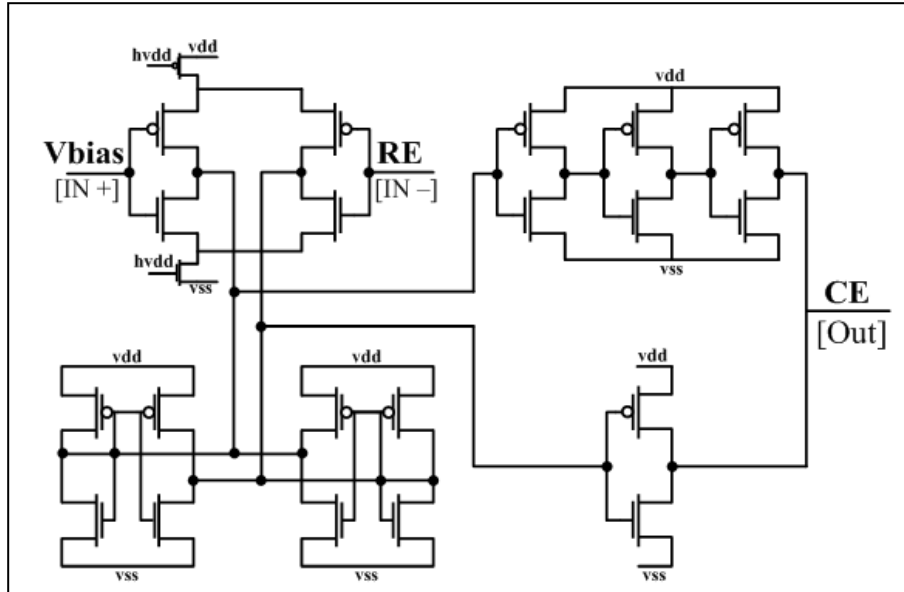 vdd
hvdd
Vbias
[IN +]
RE
[IN –]
hvdd
vss
vdd
vss
CE
[Out]
vdd
vss
vdd
vss
vdd
vss